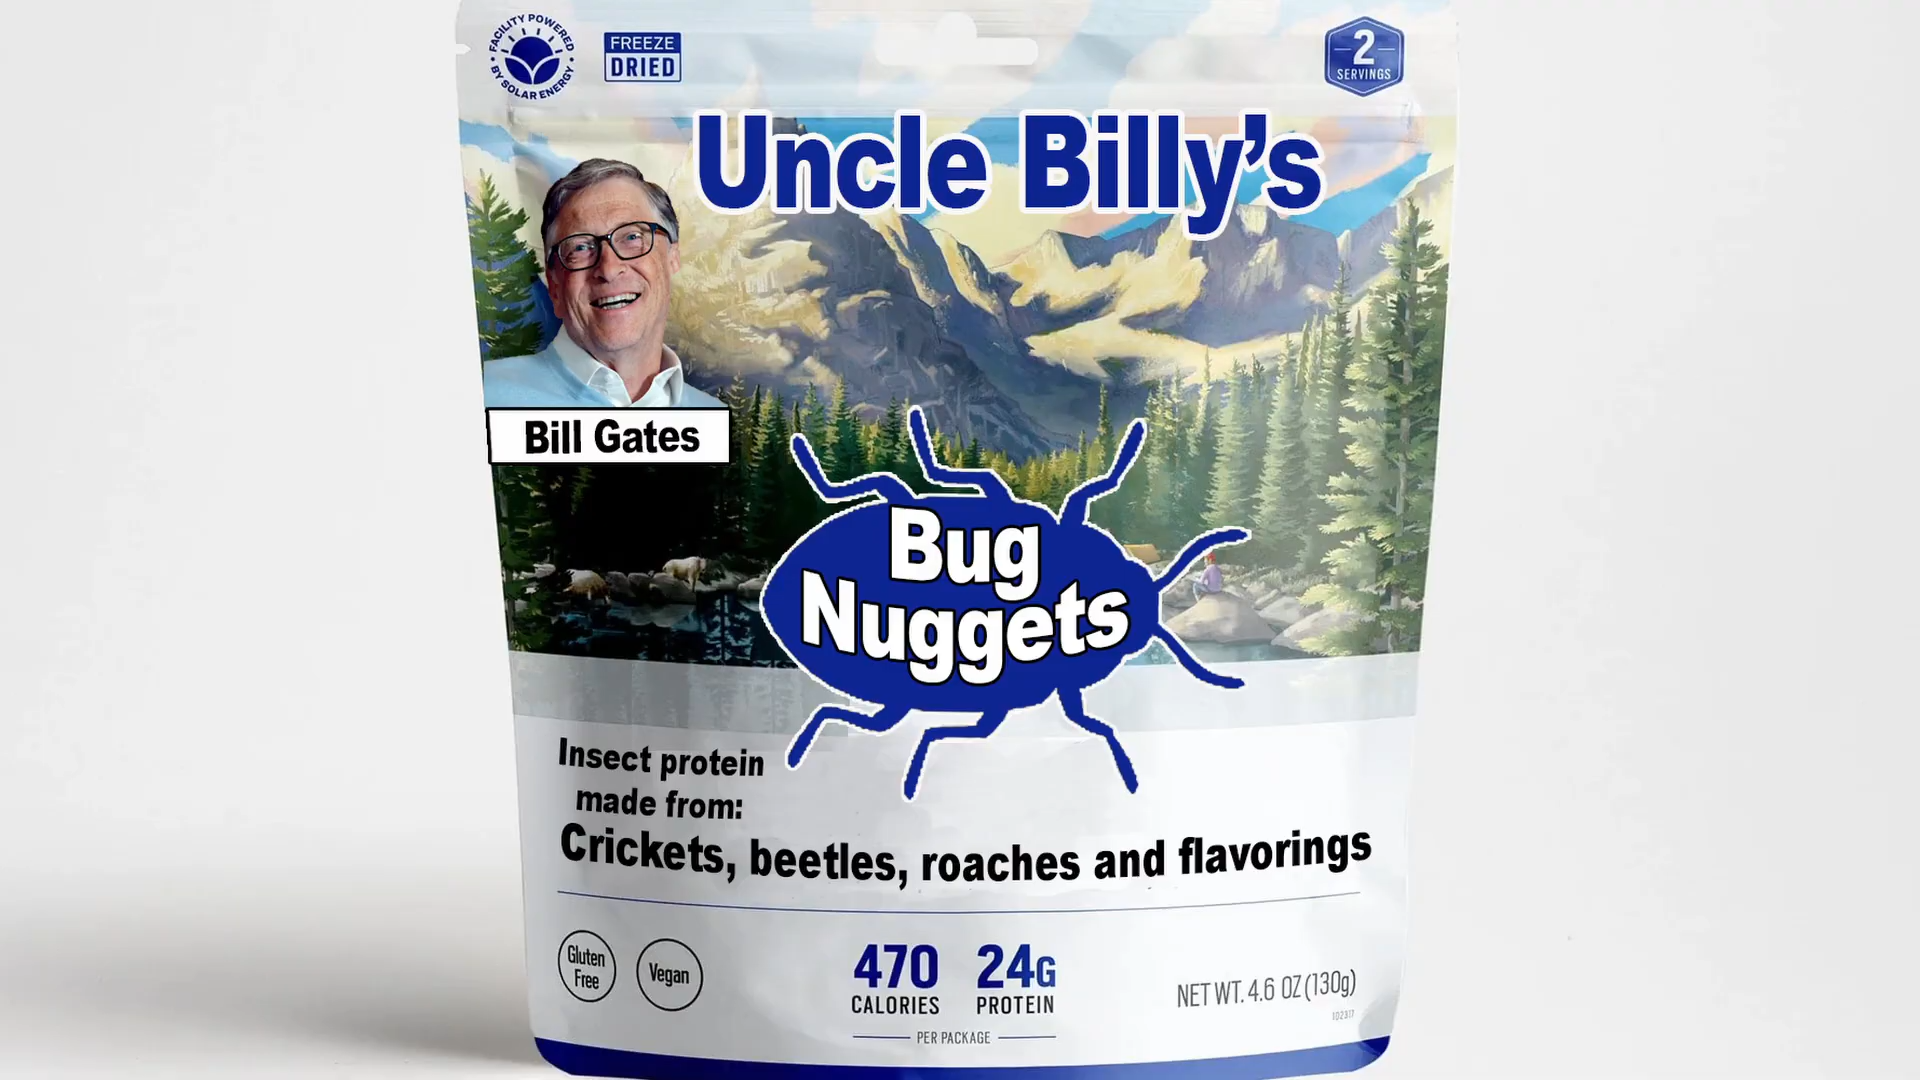 FACILITY POWERED
BY SOLAR ENERGY
FREEZE
DRIED
2
SERVINGS
Uncle Billy's
Bill Gates
Bug
Nuggets
Insect protein
made from:
Crickets, beetles, roaches and flavorings
Gluten
Free
Vegan
470
CALORIES
24G
PROTEIN
PER PACKAGE
NET WT. 4.6 OZ (130g)
102317